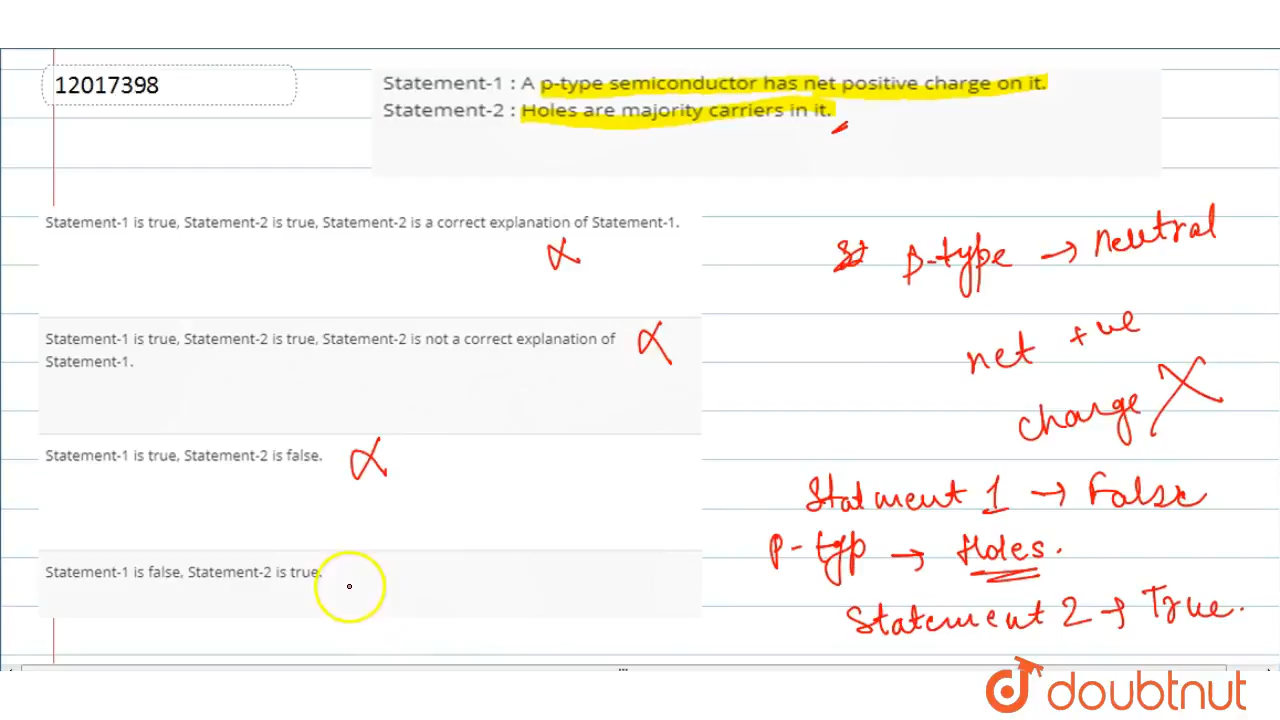 12017398
Statement-1 : A p-type semiconductor has net positive charge on it.
Statement-2 : Holes are majority carriers in it.
Statement-1 is true, Statement-2 is true, Statement-2 is a correct explanation of Statement-1.
Statement-1 is true, Statement-2 is true, Statement-2 is not a correct explanation of
Statement-1.
Statement-1 is true, Statement-2 is false.
Statement-1 is false, Statement-2 is true.
p-type → neutral
net +ve
charge
Statment 1 → False
P-typ → Holes.
Statement 2 → True.
doubtnut